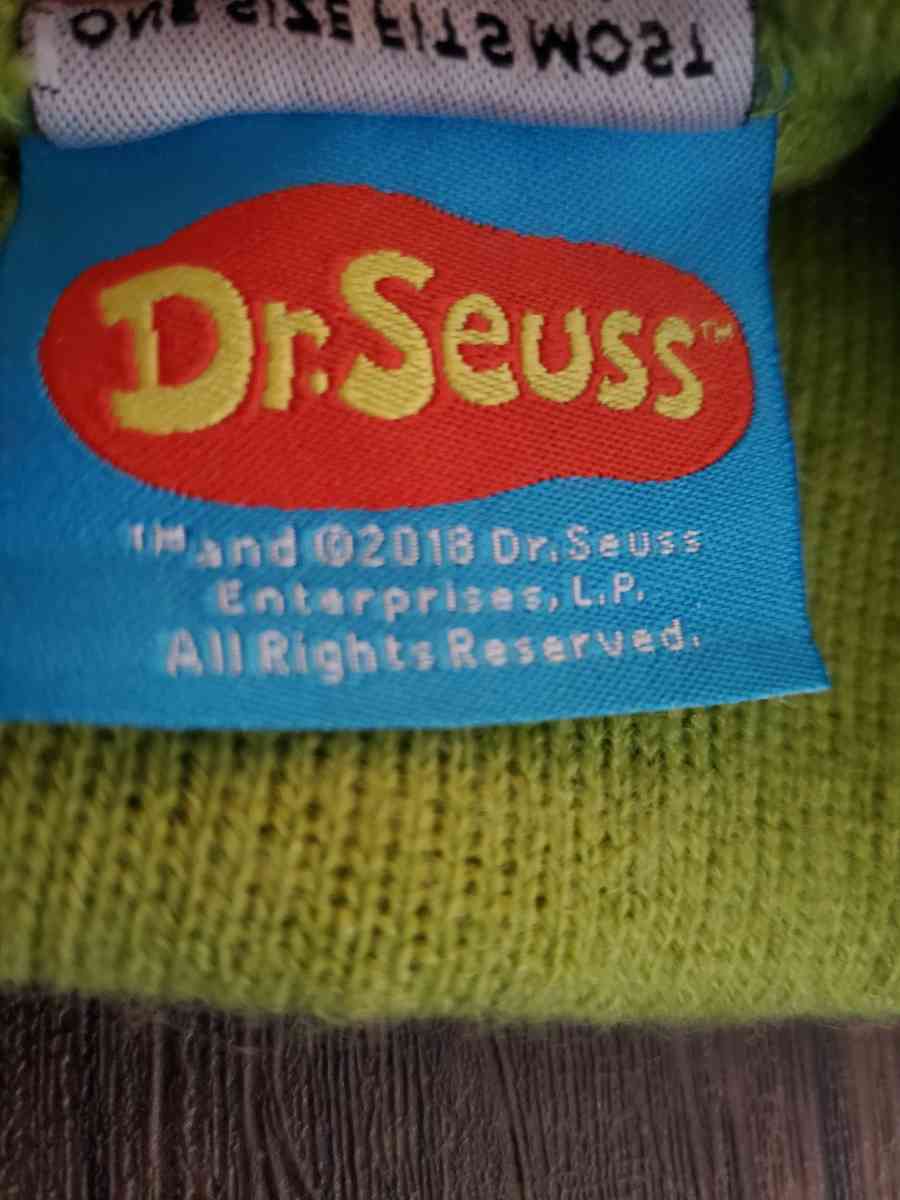 ONE SIZE FITS MOST
Dr. Seuss™
™ and ©2018 Dr. Seuss
Enterprises, L.P.
All Rights Reserved.